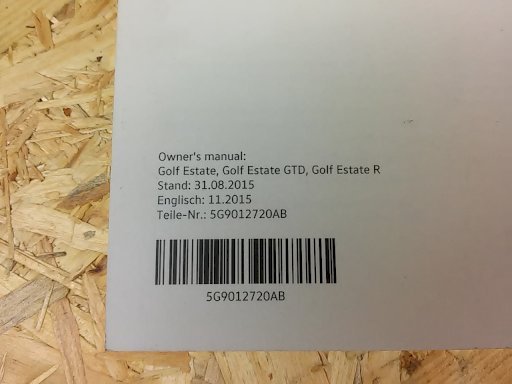 Owner's manual:
Golf Estate, Golf Estate GTD, Golf Estate R
Stand: 31.08.2015
Englisch: 11.2015
Teile-Nr.: 5G9012720AB
5G9012720AB